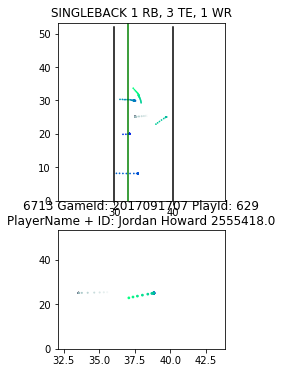 SINGLEBACK 1 RB, 3 TE, 1 WR
50
40
30
20
10
0
30 40
6713 GameId: 2017091707 PlayId: 629
PlayerName + ID: Jordan Howard 2555418.0
40
20
0
32.5 35.0 37.5 40.0 42.5